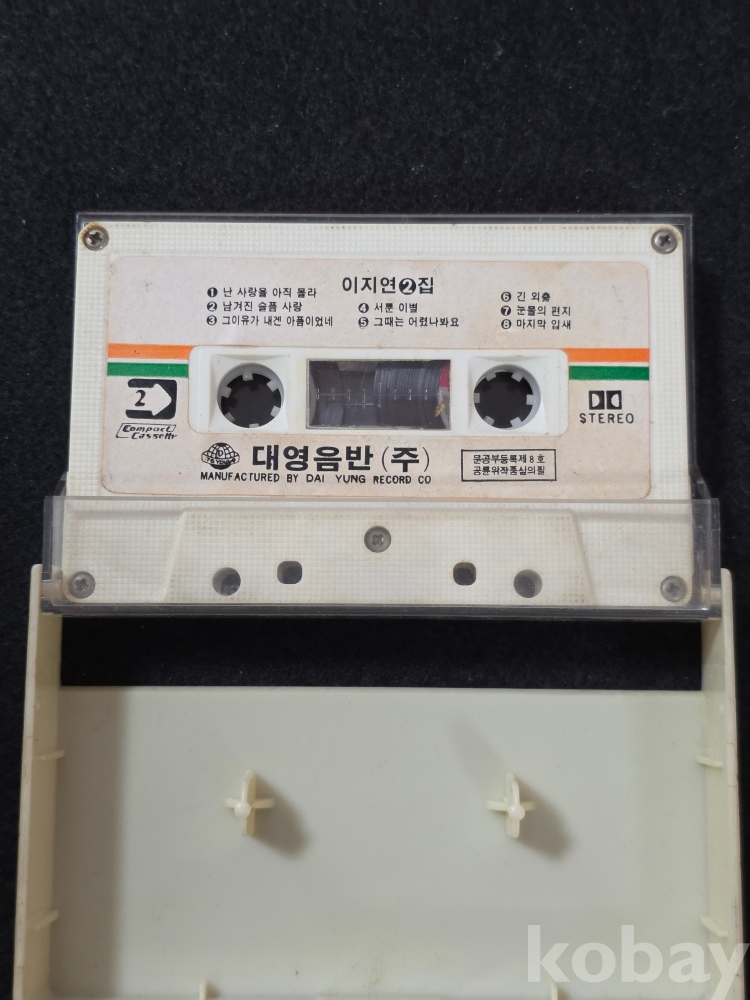 이지연❷집
❶ 난 사랑을 아직 몰라
❷ 남겨진 슬픔 사랑
❸ 그이유가 내겐 아픔이었네
❹ 서툰 이별
❺ 그때는 어렸나봐요
❻ 긴 외출
❼ 눈물의 편지
❽ 마지막 잎새
2
Compact
Cassette
STEREO
대영음반(주)
MANUFACTURED BY DAI YUNG RECORD CO
문공부등록제8호
공륜위작품심의필
kobay